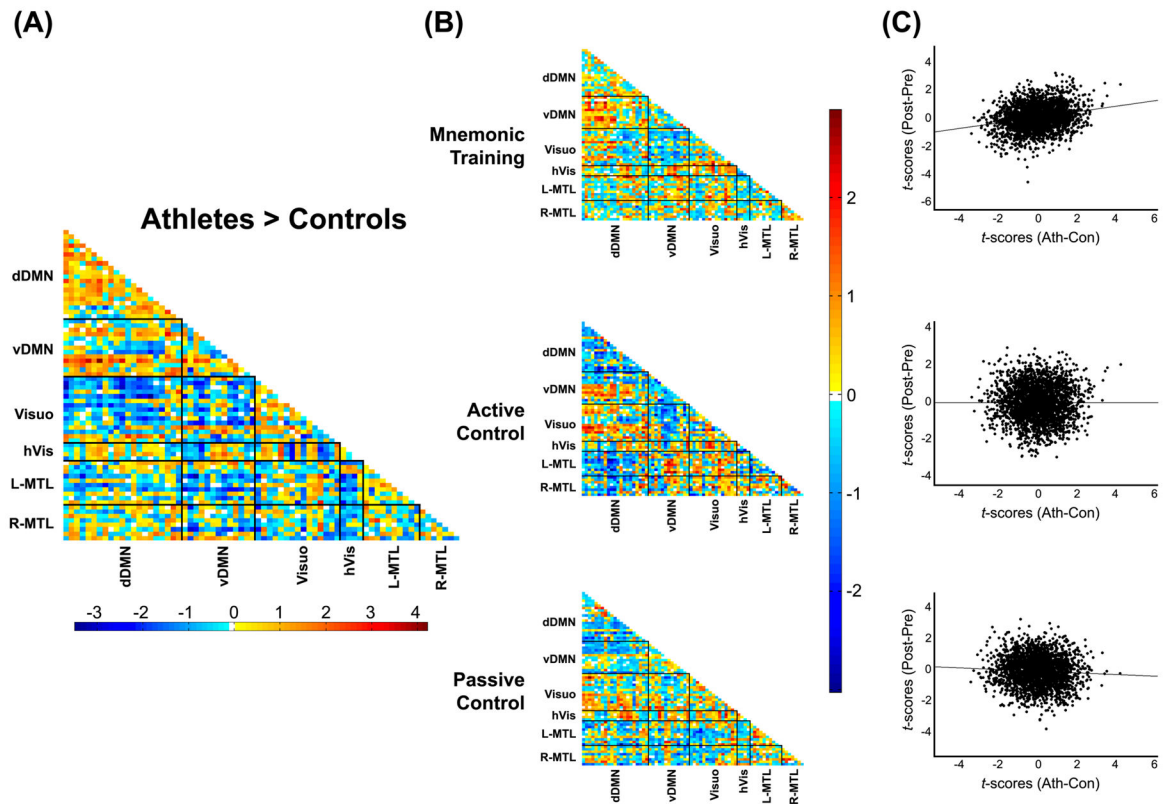 (A)
Athletes > Controls
dDMN
vDMN
Visuo
hVis
L-MTL
R-MTL
dDMN
vDMN
Visuo
hVis
L-MTL
R-MTL
-3 -2 -1 0 1 2 3 4
(B)
Mnemonic
Training
dDMN
vDMN
Visuo
hVis
L-MTL
R-MTL
dDMN
vDMN
Visuo
hVis
L-MTL
R-MTL
Active
Control
dDMN
vDMN
Visuo
hVis
L-MTL
R-MTL
dDMN
vDMN
Visuo
hVis
L-MTL
R-MTL
Passive
Control
dDMN
vDMN
Visuo
hVis
L-MTL
R-MTL
dDMN
vDMN
Visuo
hVis
L-MTL
R-MTL
2
1
0
-1
-2
(C)
t-scores (Post-Pre)
4
2
0
-2
-4
-6
-4 -2 0 2 4 6
t-scores (Ath-Con)
t-scores (Post-Pre)
4
2
0
-2
-4
-4 -2 0 2 4 6
t-scores (Ath-Con)
t-scores (Post-Pre)
4
2
0
-2
-4
-6
-4 -2 0 2 4 6
t-scores (Ath-Con)